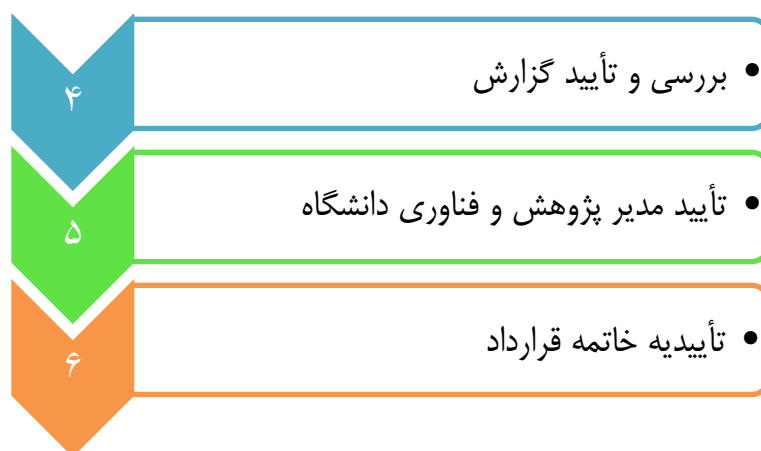 ۴
• بررسی و تأیید گزارش
۵
• تأیید مدیر پژوهش و فناوری دانشگاه
۶
• تأییدیه خاتمه قرارداد